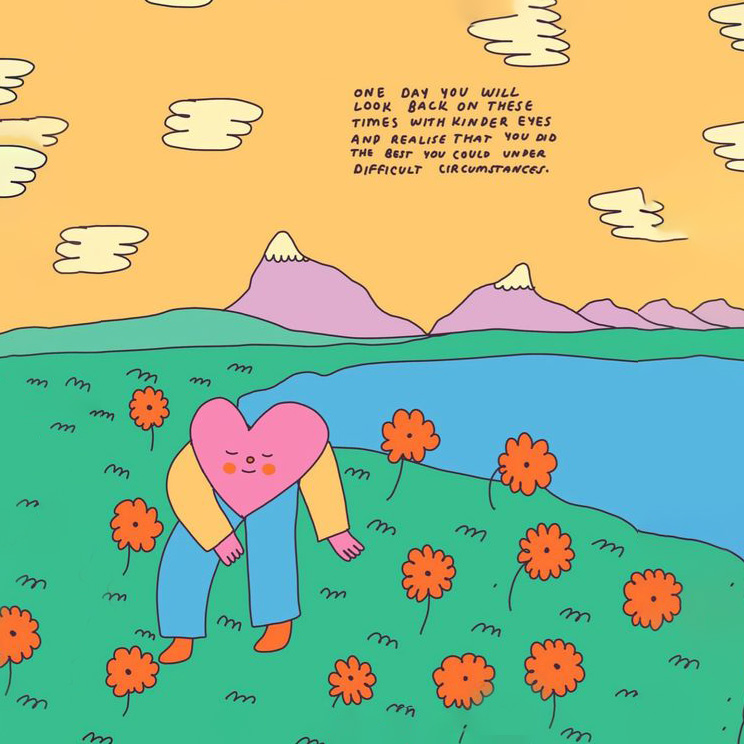 ONE DAY YOU WILL
LOOK BACK ON THESE
TIMES WITH KINDER EYES
AND REALISE THAT YOU DID
THE BEST YOU COULD UNDER
DIFFICULT CIRCUMSTANCES.